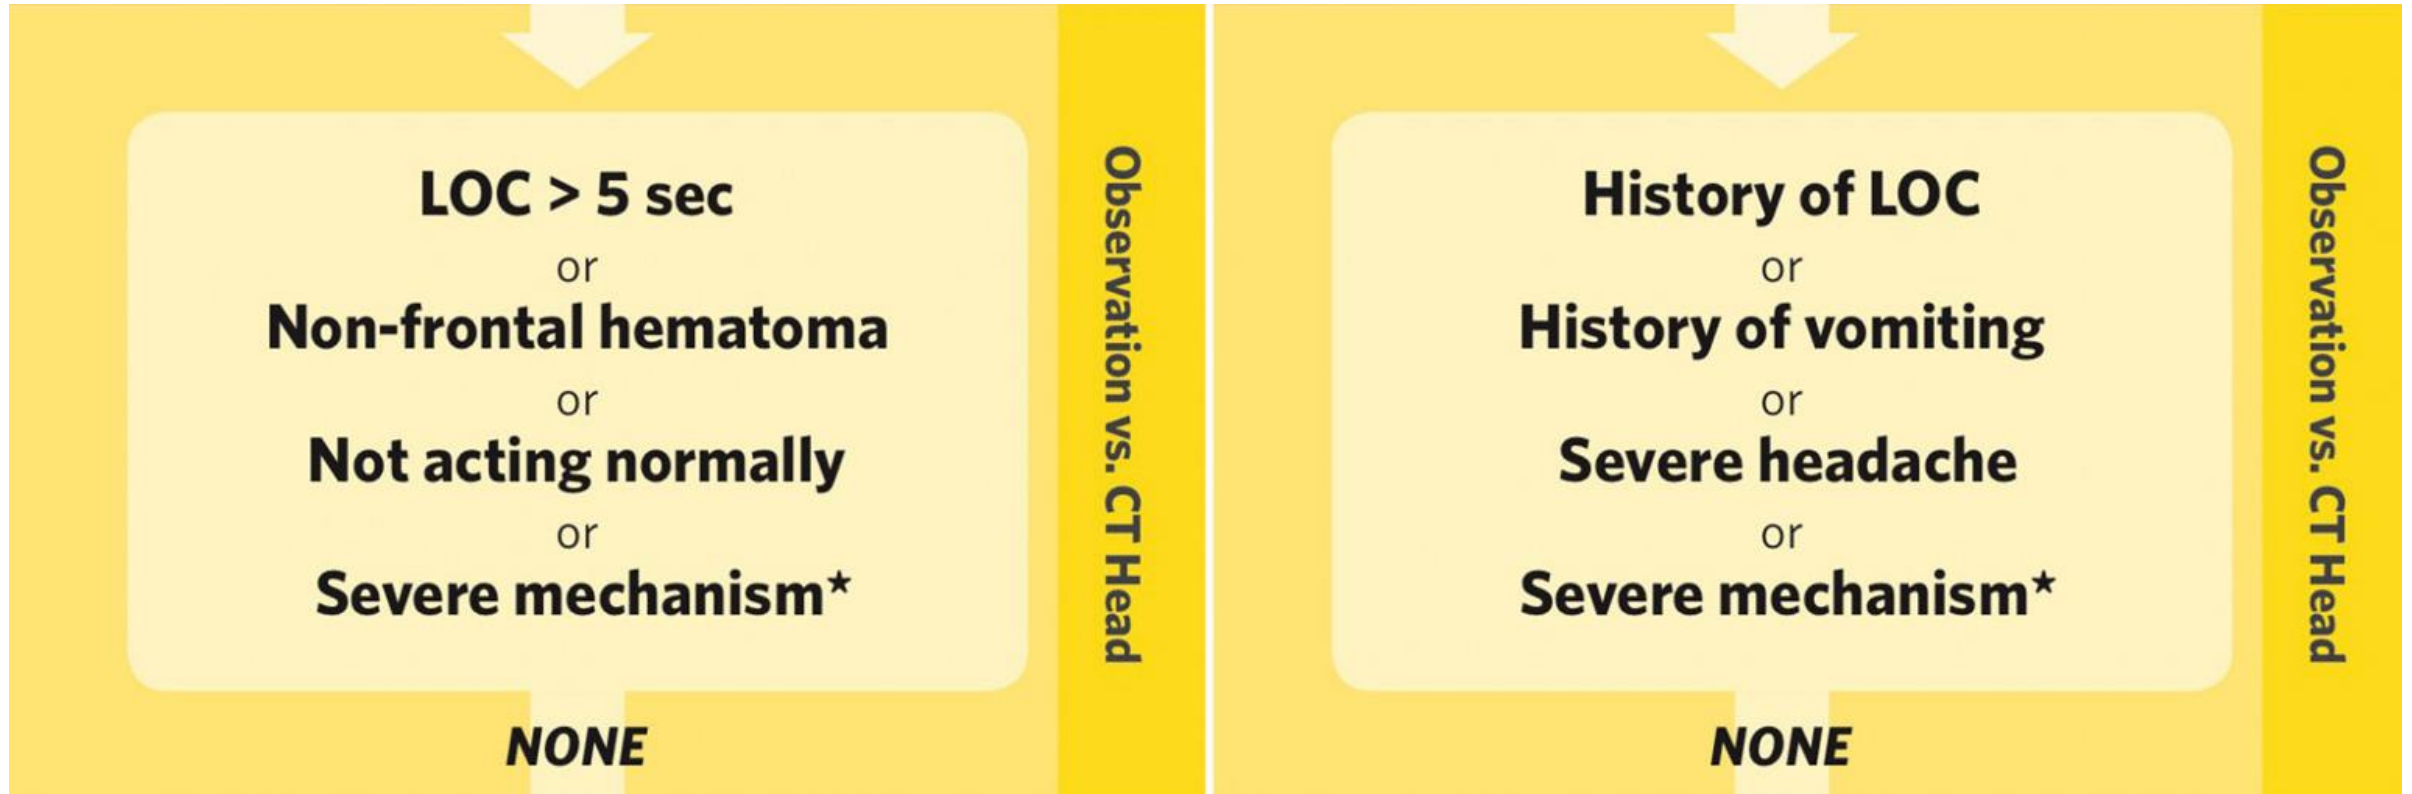 LOC > 5 sec
or
Non-frontal hematoma
or
Not acting normally
or
Severe mechanism★
NONE
Observation vs. CT Head
History of LOC
or
History of vomiting
or
Severe headache
or
Severe mechanism★
NONE
Observation vs. CT Head